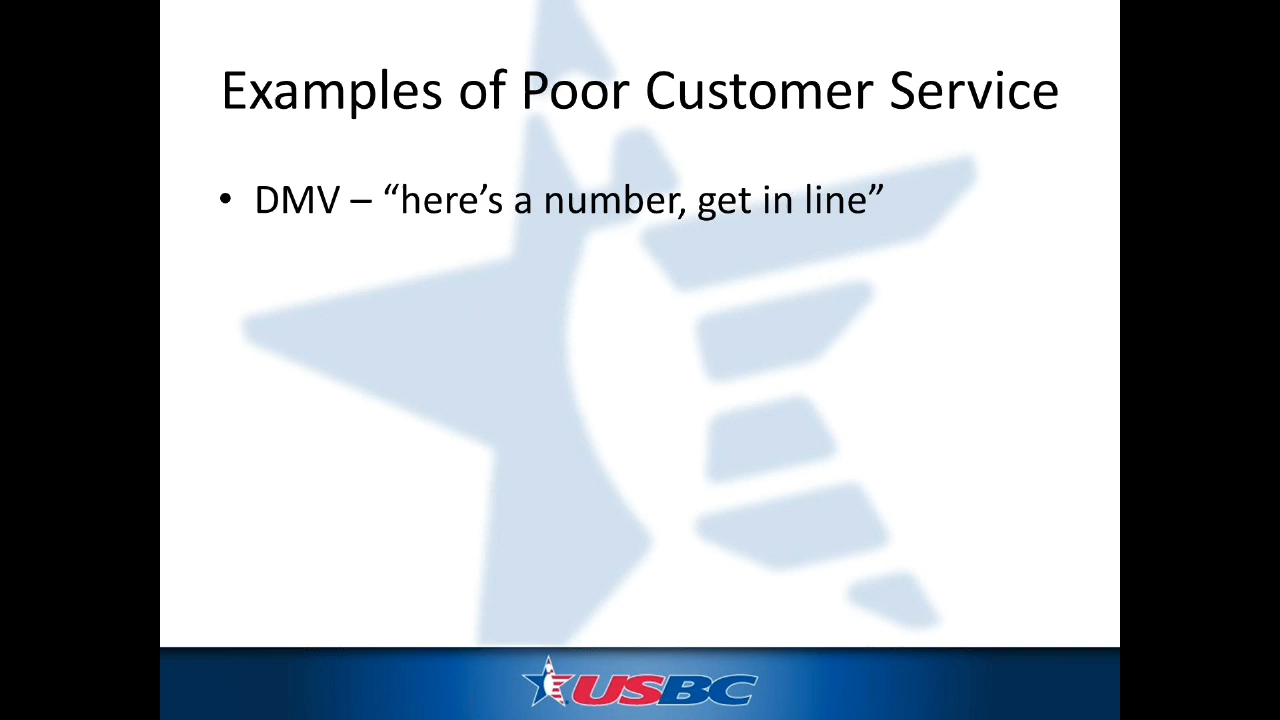 Examples of Poor Customer Service
• DMV – “here’s a number, get in line”
USBC